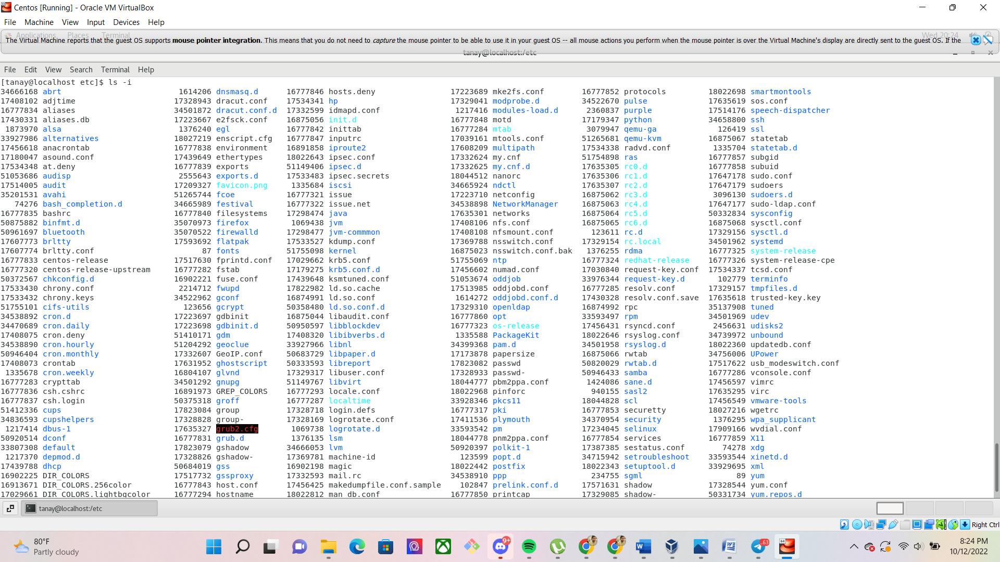 Centos [Running] - Oracle VM VirtualBox
File Machine View Input Devices Help
Applications Places Terminal Wed 20:24
The Virtual Machine reports that the guest OS supports mouse pointer integration. This means that you do not need to capture the mouse pointer to be able to use it in your guest OS -- all mouse actions you perform when the mouse pointer is over the Virtual Machine's display are directly sent to the guest OS. If the
tanay@localhost:/etc
File Edit View Search Terminal Help
[tanay@localhost etc]$ ls -i
34666168 abrt 1614206 dnsmasq.d 16777846 hosts.deny 17223689 mke2fs.conf 16777852 protocols 18022698 smartmontools
17408102 adjtime 17328943 dracut.conf 17534341 hp 17329041 modprobe.d 34522670 pulse 17635619 sos.conf
16777834 aliases 34501872 dracut.conf.d 17332599 idmapd.conf 1217416 modules-load.d 2360837 purple 17514176 speech-dispatcher
17430331 aliases.db 17223667 e2fsck.conf 16875056 init.d 16777848 motd 17179347 python 34658800 ssh
1873970 alsa 1376240 egl 16777842 inittab 16777284 mtab 3079947 qemu-ga 126419 ssl
33927986 alternatives 18027219 enscript.cfg 16777847 inputrc 17039161 mtools.conf 51265681 qemu-kvm 16875067 statetab
17456618 anacrontab 16777838 environment 16891858 iproute2 17608209 multipath 17534338 radvd.conf 1335704 statetab.d
17180047 asound.conf 17439649 ethertypes 18022643 ipsec.conf 17332624 my.cnf 51754898 ras 16777857 subgid
17534348 at.deny 16777839 exports 51149406 ipsec.d 17332625 my.cnf.d 17635305 rc0.d 16777858 subuid
51053686 audisp 2555643 exports.d 17533483 ipsec.secrets 18044512 nanorc 17635306 rc1.d 17647178 sudo.conf
17514005 audit 17209327 favicon.png 1335684 iscsi 34665924 ndctl 17635307 rc2.d 17647179 sudoers
35201531 avahi 51265744 fcoe 16777321 issue 17223710 netconfig 16875062 rc3.d 3096130 sudoers.d
74276 bash_completion.d 34665989 festival 16777322 issue.net 34538898 NetworkManager 16875063 rc4.d 17647177 sudo-ldap.conf
16777835 bashrc 16777840 filesystems 17298474 java 17635301 networks 16875064 rc5.d 50332834 sysconfig
50875882 binfmt.d 35070973 firefox 1069438 jvm 17408106 nfs.conf 16875065 rc6.d 16875068 sysctl.conf
50961697 bluetooth 35070522 firewalld 17298477 jvm-commmon 17408108 nfsmount.conf 123611 rc.d 17329156 sysctl.d
17607773 brltty 17593692 flatpak 17533527 kdump.conf 17369788 nsswitch.conf 17329154 rc.local 34501962 systemd
17607774 brltty.conf 87 fonts 51755098 kernel 16875023 nsswitch.conf.bak 1376255 rdma 16777325 system-release
16777833 centos-release 17517630 fprintd.conf 17029662 krb5.conf 51755069 ntp 16777324 redhat-release 16777326 system-release-cpe
16777320 centos-release-upstream 16777282 fstab 17179275 krb5.conf.d 17456602 numad.conf 17030840 request-key.conf 17534337 tcsd.conf
50372567 chkconfig.d 16902221 fuse.conf 17439648 ksmtuned.conf 51053674 oddjob 33976344 request-key.d 102779 terminfo
17533430 chrony.conf 2214712 fwupd 17822982 ld.so.cache 17513985 oddjobd.conf 16777285 resolv.conf 17329157 tmpfiles.d
17533432 chrony.keys 34522962 gconf 16874991 ld.so.conf 1614272 oddjobd.conf.d 17430328 resolv.conf.save 17635618 trusted-key.key
51755101 cifs-utils 123656 gcrypt 50358480 ld.so.conf.d 17329310 openldap 16874992 rpc 35137908 tuned
34538892 cron.d 17223697 gdbinit 16875044 libaudit.conf 16777860 opt 33593497 rpm 34501969 udev
34470689 cron.daily 17223698 gdbinit.d 50950597 libblockdev 16777323 os-release 17456431 rsyncd.conf 2456631 udisks2
17408075 cron.deny 51410171 gdm 17408320 libibverbs.d 1335588 PackageKit 18022646 rsyslog.conf 34739972 unbound
34538890 cron.hourly 51204292 geoclue 33927966 libnl 34399368 pam.d 34501958 rsyslog.d 18022360 updatedb.conf
50946404 cron.monthly 17332607 GeoIP.conf 50683729 libpaper.d 17173878 papersize 16875066 rwtab 34756006 UPower
17408073 crontab 17631952 ghostscript 50333593 libreport 17823082 passwd 50820029 rwtab.d 17517622 usb_modeswitch.conf
1335678 cron.weekly 16804107 glvnd 17329317 libuser.conf 17328933 passwd- 50946433 samba 16777286 vconsole.conf
16777283 crypttab 34501292 gnupg 51149767 libvirt 18044777 pbm2ppa.conf 1424086 sane.d 17456597 vimrc
16777836 csh.cshrc 16891973 GREP_COLORS 16777293 locale.conf 18022968 pinforc 940155 sasl2 17635295 virc
16777837 csh.login 50375318 groff 16777287 localtime 33928346 pkcs11 18044828 scl 17456549 vmware-tools
51412336 cups 17823084 group 17328718 login.defs 16777317 pki 16777853 securetty 18027216 wgetrc
34836593 cupshelpers 17328828 group- 17328169 logrotate.conf 17411536 plymouth 34370954 security 1376295 wpa_supplicant
1217414 dbus-1 17635327 grub2.cfg 1069738 logrotate.d 33593542 pm 17234045 selinux 17909166 wvdial.conf
50920514 dconf 16777831 grub.d 1376135 lsm 18044778 pnm2ppa.conf 16777854 services 16777859 X11
33807308 default 17823079 gshadow 34666053 lvm 50920397 polkit-1 17387385 sestatus.conf 74278 xdg
1217370 depmod.d 17328826 gshadow- 17369781 machine-id 123599 popt.d 34715942 setroubleshoot 33593544 xinetd.d
17439788 dhcp 50684019 gss 16902198 magic 18022442 postfix 18022343 setuptool.d 33929695 xml
16902225 DIR_COLORS 17517732 gssproxy 17332593 mail.rc 34538910 ppp 234755 sgml 89 yum
16913671 DIR_COLORS.256color 16777843 host.conf 17456425 makedumpfile.conf.sample 102847 prelink.conf.d 17571631 shadow 17328544 yum.conf
17029661 DIR_COLORS.lightbgcolor 16777294 hostname 18022812 man_db.conf 16777850 printcap 17329085 shadow- 50331734 yum.repos.d
tanay@localhost:/etc
Right Ctrl
80°F
Partly cloudy
9+
.63
8:24 PM
10/12/2022